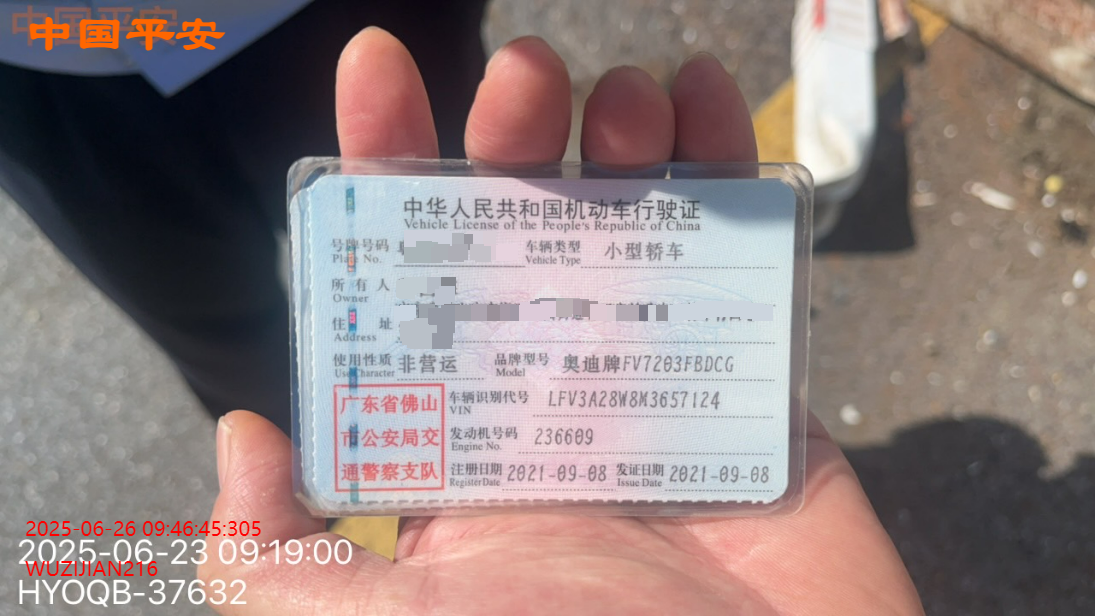 中国平安
中华人民共和国机动车行驶证
Vehicle License of the People's Republic of China
号牌号码
Plate No.
车辆类型 小型轿车
Vehicle Type
所有人
Owner
住址
Address
使用性质 非营运 品牌型号 奥迪牌FV7203FBDCG
Use Character Model
广东省佛山
市公安局交
通警察支队
车辆识别代号 LFV3A28W8M3657124
VIN
发动机号码 236609
Engine No.
注册日期 2021-09-08 发证日期 2021-09-08
Register Date Issue Date
2025-06-26 09:46:45:305
2025-06-23 09:19:00
WUZIJIAN216
HYOQB-37632